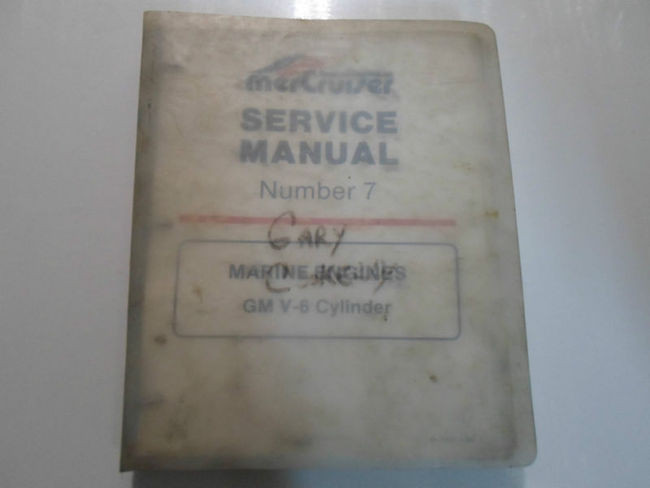 merCruiser
SERVICE
MANUAL
Number 7
GARY
MARINE ENGINES
GM V-6 Cylinder